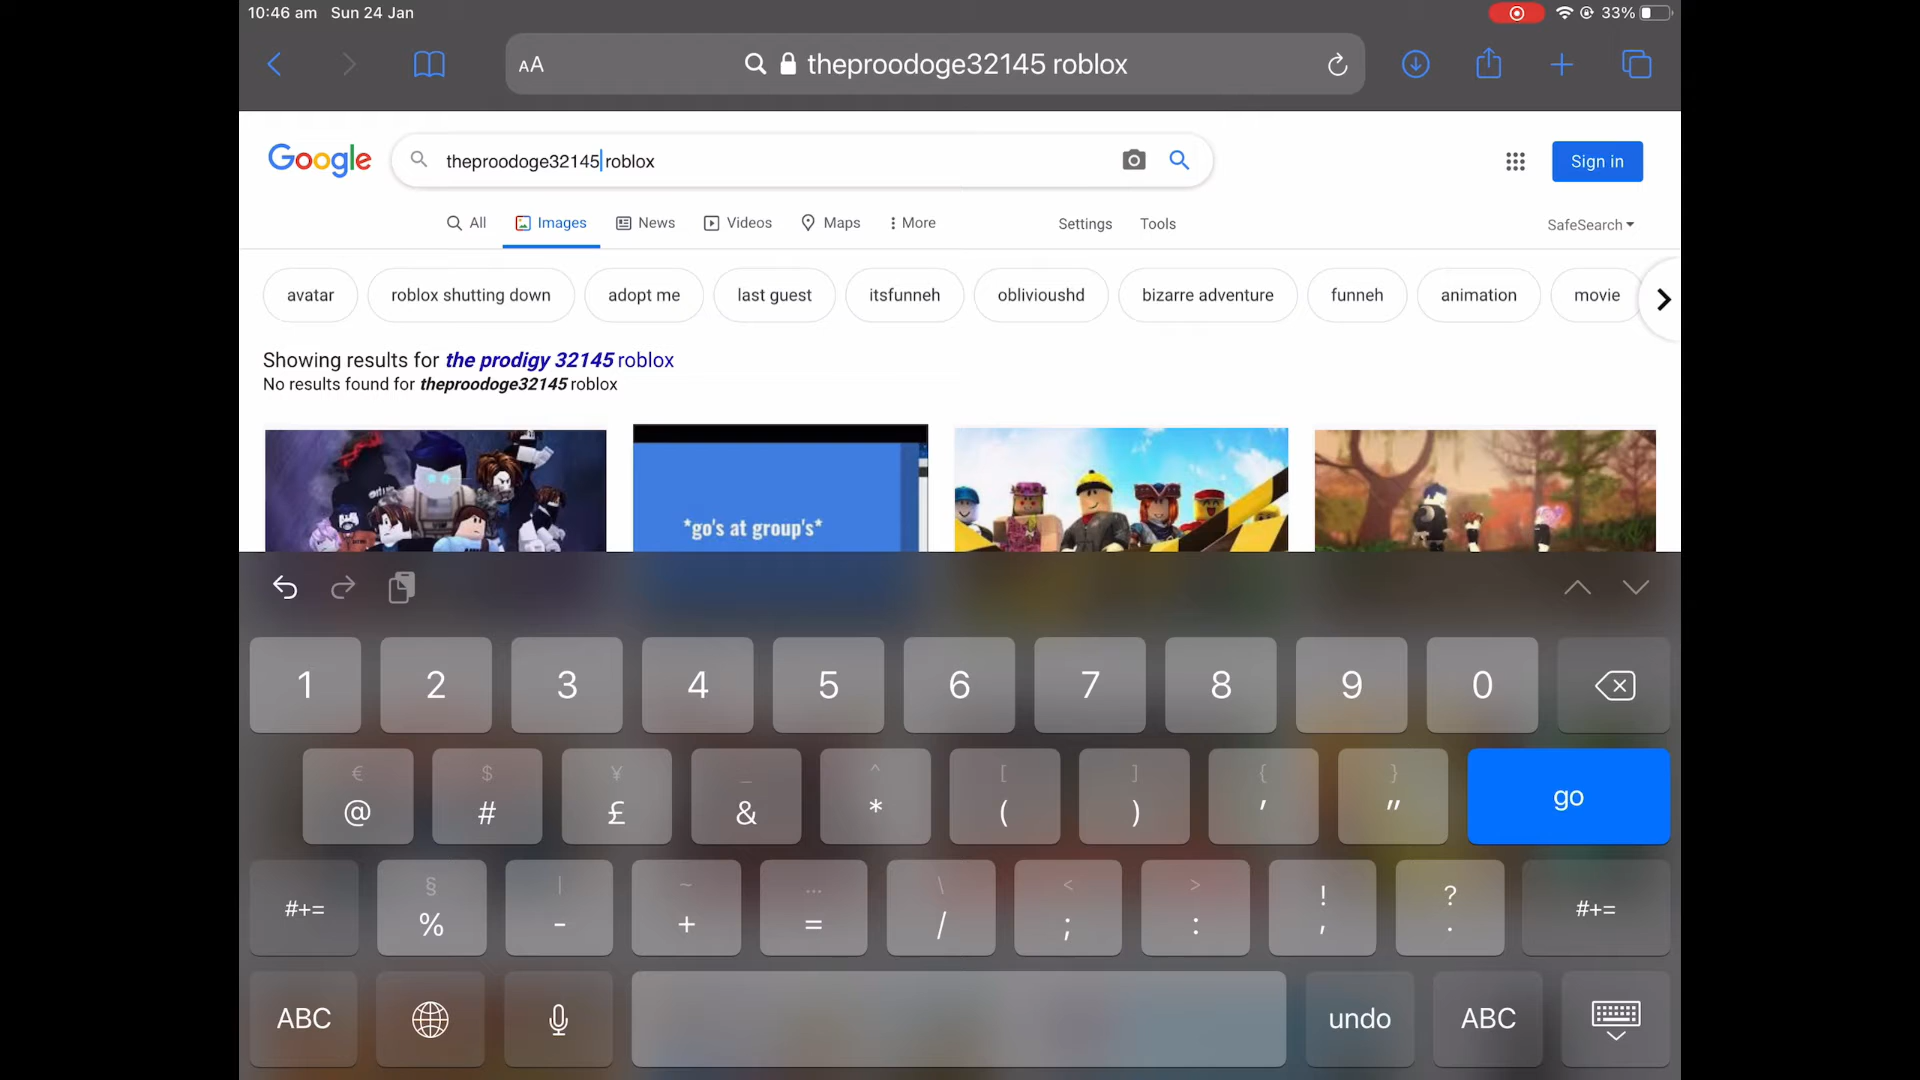 10:46 am Sun 24 Jan 33%
AA theproodoge32145 roblox
Google theproodoge32145 roblox Sign in
All Images News Videos Maps More Settings Tools SafeSearch
avatar roblox shutting down adopt me last guest itsfunneh obliviousshd bizarre adventure funneh animation movie
Showing results for the prodigy 32145 roblox
No results found for theproodoge32145 roblox
*go's at group's*
1 2 3 4 5 6 7 8 9 0
€ $ ¥ _ ^ [ ] { }
@ # £ & * ( ) ' " go
§ | ~ … \ < > ! ?
#+= % - + = / ; : , . #+=
ABC undo ABC